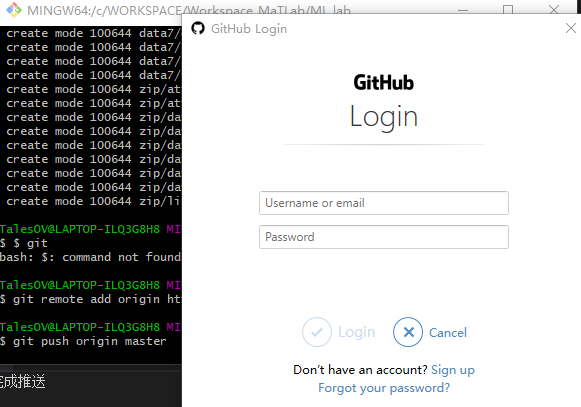 MINGW64:/c/WORKSPACE/Workspace_MaTLab/ML_lab
GitHub Login
create mode 100644 data7/
create mode 100644 data7/
create mode 100644 data7/
create mode 100644 data7/
create mode 100644 zip/at
create mode 100644 zip/at
create mode 100644 zip/da
create mode 100644 zip/da
create mode 100644 zip/da
create mode 100644 zip/da
create mode 100644 zip/da
create mode 100644 zip/da
create mode 100644 zip/li
TalesOV@LAPTOP-ILQ3G8H8 MI
$ $ git
bash: $: command not found
TalesOV@LAPTOP-ILQ3G8H8 MI
$ git remote add origin ht
TalesOV@LAPTOP-ILQ3G8H8 MI
$ git push origin master
完成推送
GitHub
Login
Username or email
Password
Login
Cancel
Don't have an account? Sign up
Forgot your password?